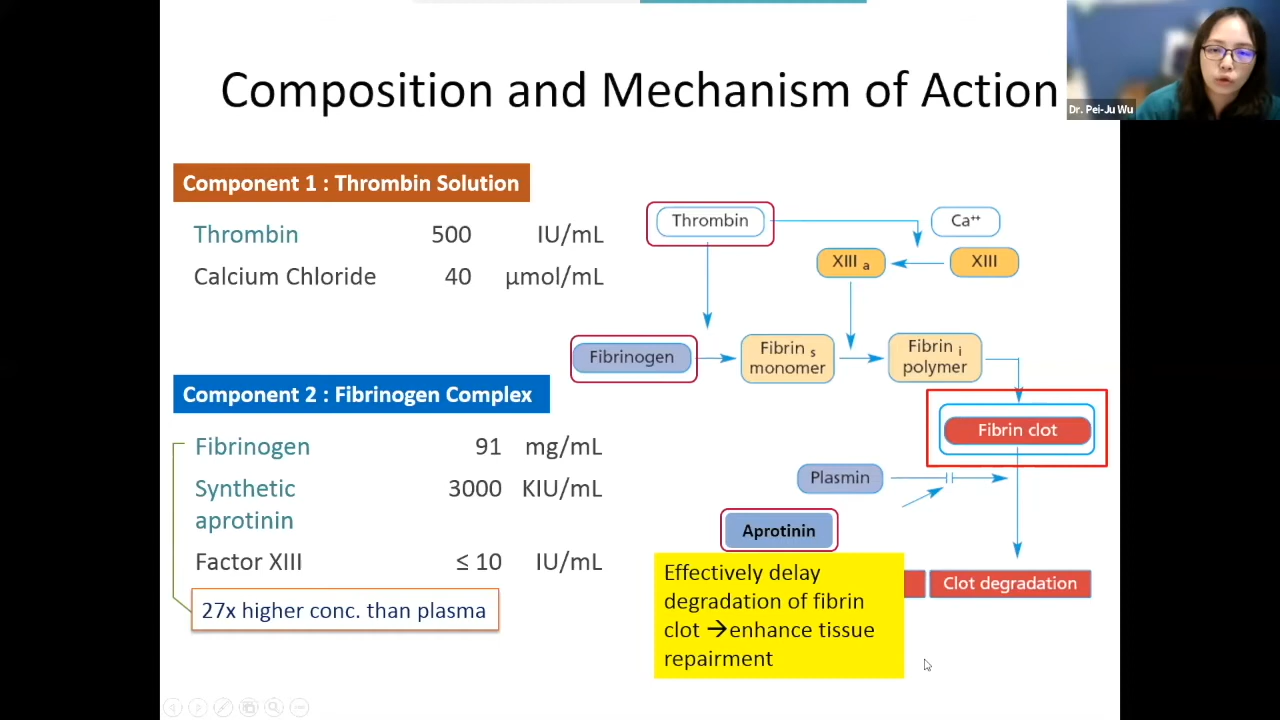 Composition and Mechanism of Action
Dr. Pei-Ju Wu
Component 1 : Thrombin Solution
Thrombin 500 IU/mL
Calcium Chloride 40 µmol/mL
Component 2 : Fibrinogen Complex
Fibrinogen 91 mg/mL
Synthetic aprotinin 3000 KIU/mL
Factor XIII ≤ 10 IU/mL
27x higher conc. than plasma
Thrombin
Ca⁺⁺
XIII a
XIII
Fibrinogen
Fibrin s
monomer
Fibrin i
polymer
Fibrin clot
Plasmin
Aprotinin
Effectively delay
degradation of fibrin
clot →enhance tissue
repairment
Clot degradation